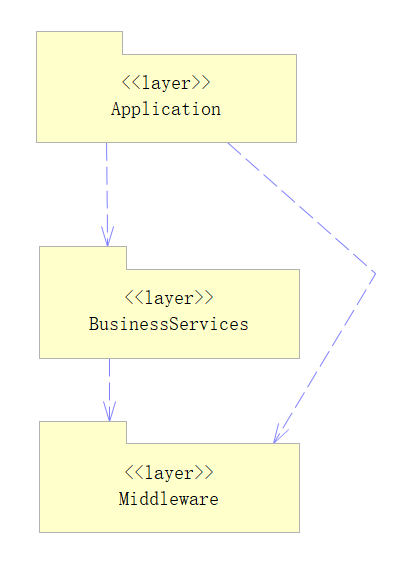 <<layer>>
Application
<<layer>>
BusinessServices
<<layer>>
Middleware